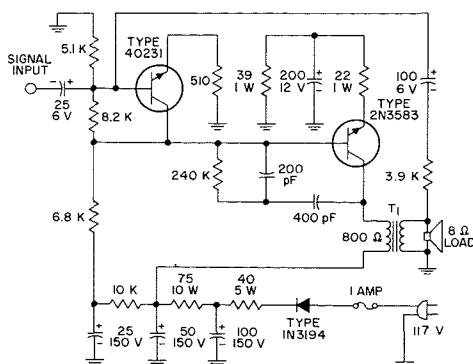 5.1 K
TYPE
40231
SIGNAL
INPUT
- +
25
6 V
8.2 K
510
39
1 W
200
12 V
+
22
1 W
TYPE
2N3583
100
6 V
+
3.9 K
240 K
200
pF
400 pF
6.8 K
T1
800 Ω
8 Ω
LOAD
10 K
75
10 W
40
5 W
1 AMP
TYPE
1N3194
117 V
+
25
150 V
+
50
150 V
+
100
150 V